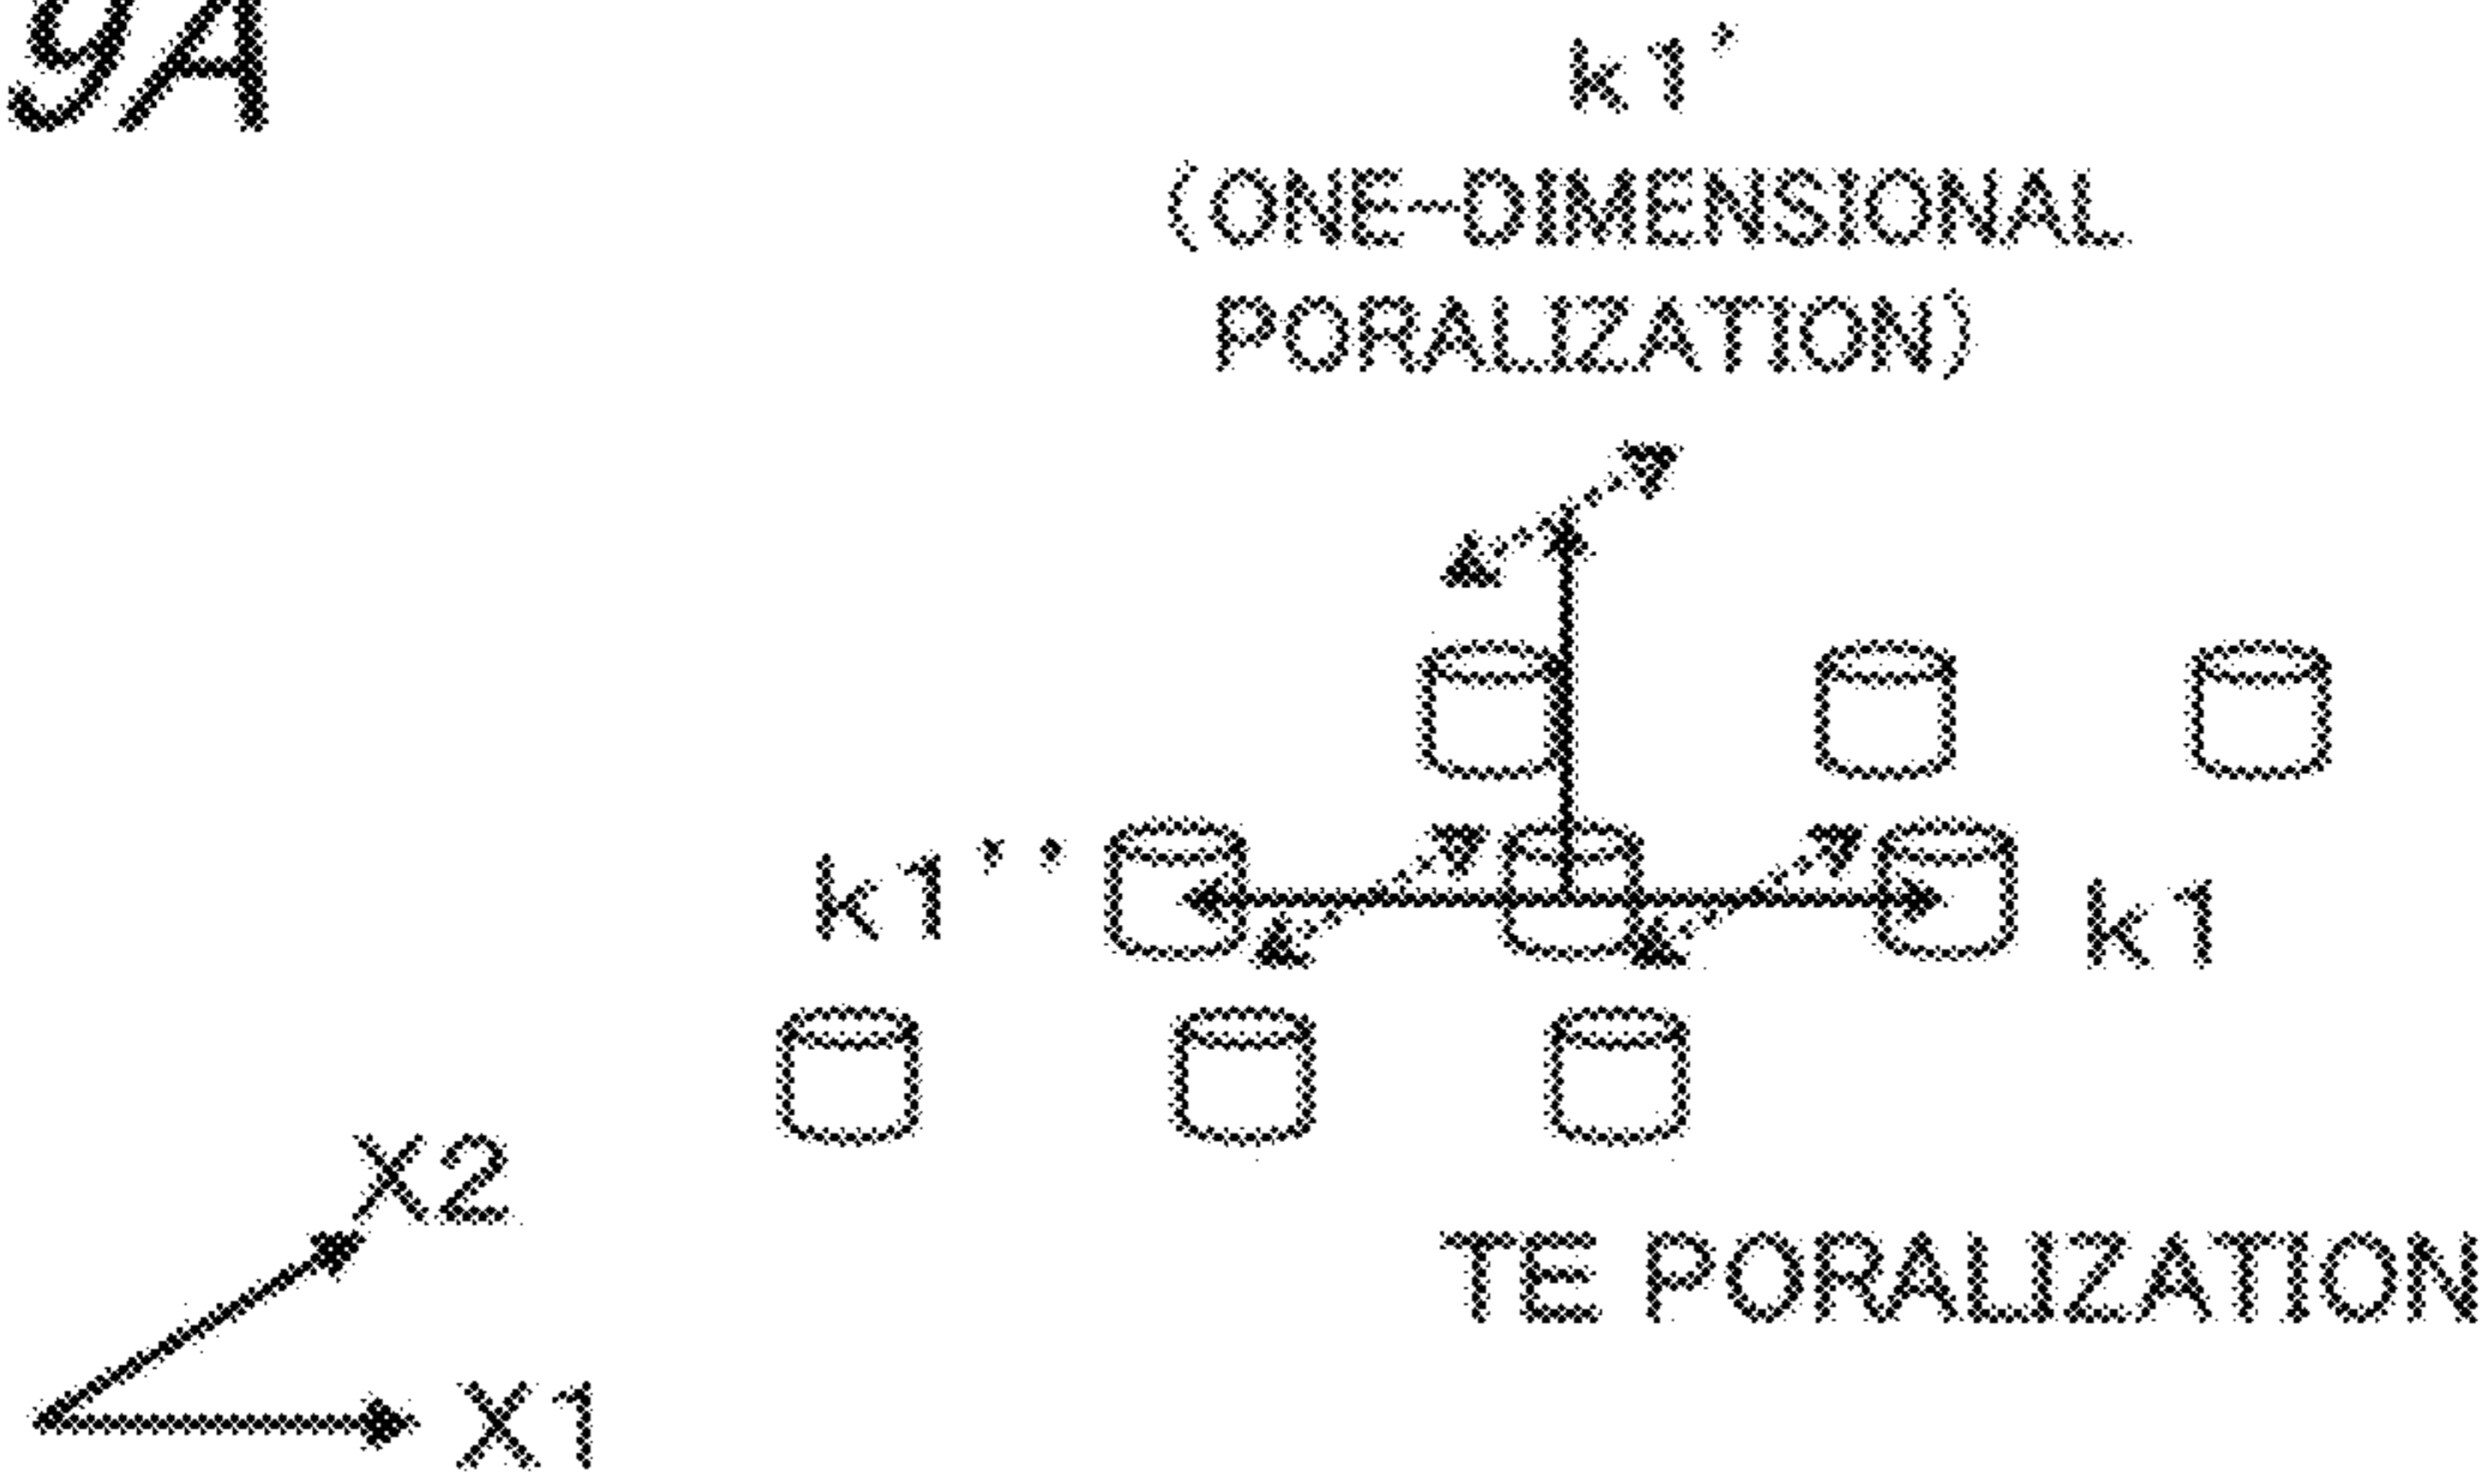 9A
k1’
(ONE-DIMENSIONAL
PORALIZATION)
k1’’
k1
X2
TE PORALIZATION
X1